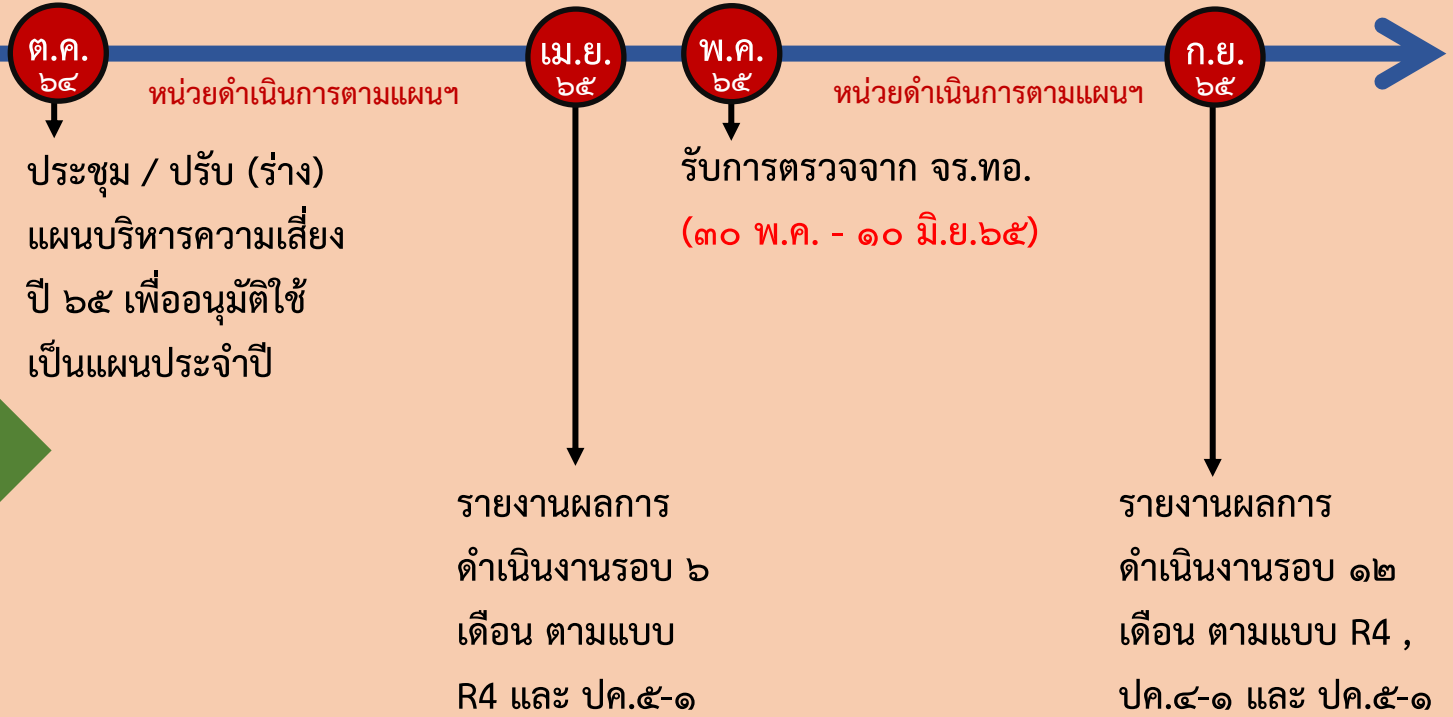 ต.ค.
๖๔
เม.ย.
๖๕
พ.ค.
๖๕
ก.ย.
๖๕
หน่วยดำเนินการตามแผนฯ
หน่วยดำเนินการตามแผนฯ
ประชุม / ปรับ (ร่าง)
แผนบริหารความเสี่ยง
ปี ๖๕ เพื่ออนุมัติใช้
เป็นแผนประจำปี
รับการตรวจจาก จร.ทอ.
(๓๐ พ.ค. - ๑๐ มิ.ย.๖๕)
รายงานผลการ
ดำเนินงานรอบ ๖
เดือน ตามแบบ
R4 และ ปค.๕-๑
รายงานผลการ
ดำเนินงานรอบ ๑๒
เดือน ตามแบบ R4 ,
ปค.๔-๑ และ ปค.๕-๑